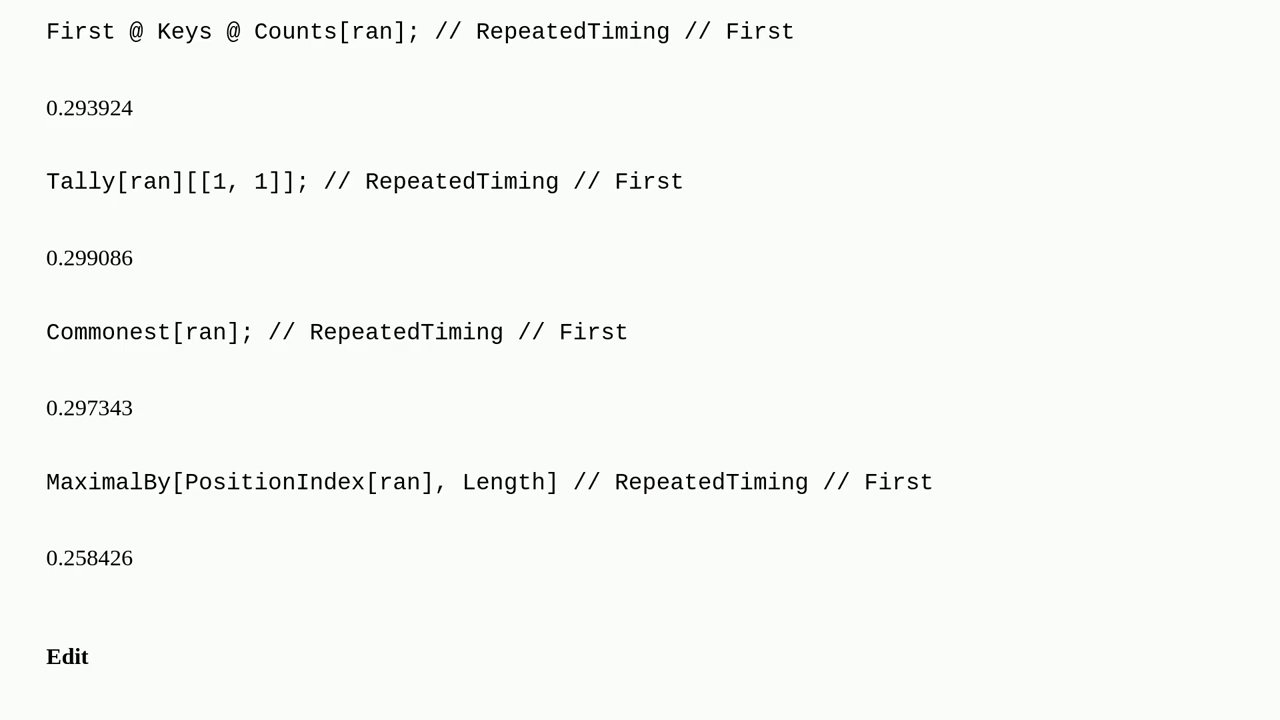 First @ Keys @ Counts[ran]; // RepeatedTiming // First
0.293924
Tally[ran][[1, 1]]; // RepeatedTiming // First
0.299086
Commonest[ran]; // RepeatedTiming // First
0.297343
MaximalBy[PositionIndex[ran], Length] // RepeatedTiming // First
0.258426
Edit